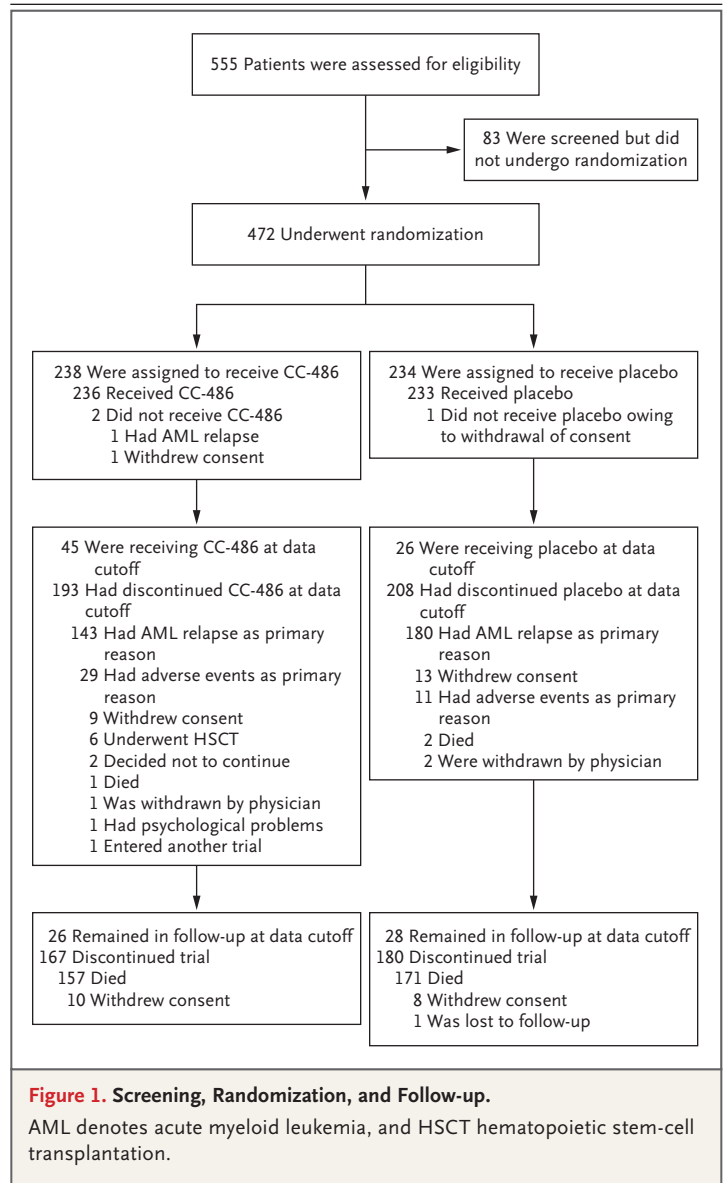 555 Patients were assessed for eligibility
83 Were screened but did
not undergo randomization
472 Underwent randomization
238 Were assigned to receive CC-486
236 Received CC-486
2 Did not receive CC-486
1 Had AML relapse
1 Withdrew consent
234 Were assigned to receive placebo
233 Received placebo
1 Did not receive placebo owing
to withdrawal of consent
45 Were receiving CC-486 at data
cutoff
193 Had discontinued CC-486 at data
cutoff
143 Had AML relapse as primary
reason
29 Had adverse events as primary
reason
9 Withdrew consent
6 Underwent HSCT
2 Decided not to continue
1 Died
1 Was withdrawn by physician
1 Had psychological problems
1 Entered another trial
26 Were receiving placebo at data
cutoff
208 Had discontinued placebo at data
cutoff
180 Had AML relapse as primary
reason
13 Withdrew consent
11 Had adverse events as primary
reason
2 Died
2 Were withdrawn by physician
26 Remained in follow-up at data cutoff
167 Discontinued trial
157 Died
10 Withdrew consent
28 Remained in follow-up at data cutoff
180 Discontinued trial
171 Died
8 Withdrew consent
1 Was lost to follow-up
Figure 1. Screening, Randomization, and Follow-up.
AML denotes acute myeloid leukemia, and HSCT hematopoietic stem-cell
transplantation.